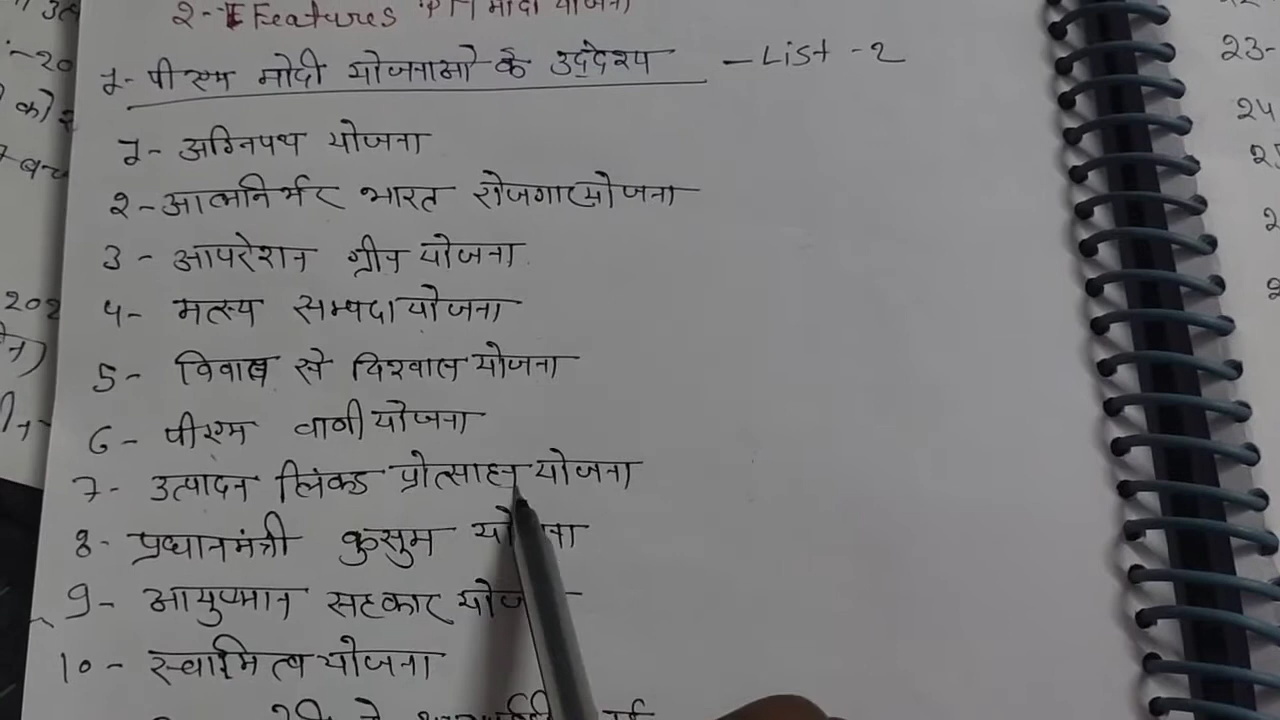 2- Features
1- पीएम मोदी योजनाओ के उद्देश्य - List - 2
1- अग्निपथ योजना
2- आत्मनिर्भर भारत रोजगार योजना
3- आपरेशन ग्रीन योजना
4- मत्स्य सम्पदा योजना
5- विवाद से विश्वास योजना
6- पीएम वानी योजना
7- उत्पादन लिंक्ड प्रोत्साहन योजना
8- प्रधानमंत्री कुसुम यो ना
9- आयुष्मान सहकार योज
10- स्वामित्व योजना
23-
24